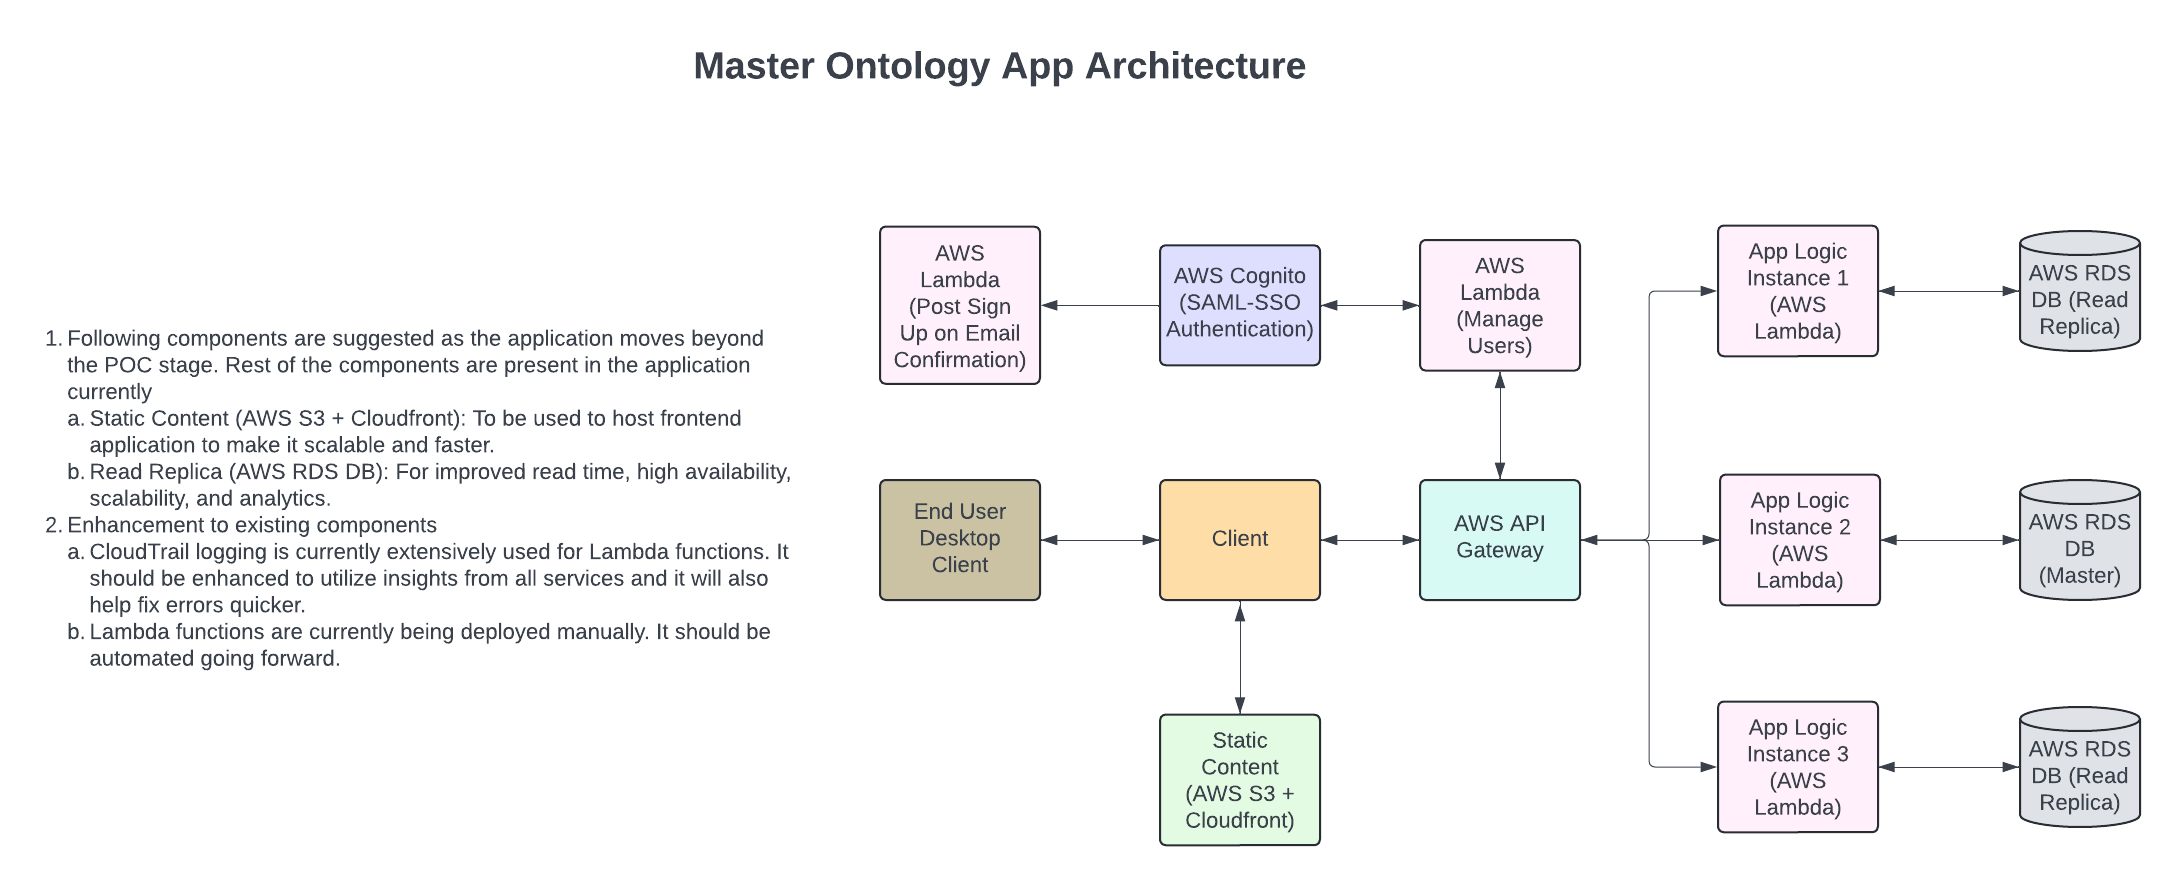 Master Ontology App Architecture
1. Following components are suggested as the application moves beyond
the POC stage. Rest of the components are present in the application
currently
a. Static Content (AWS S3 + Cloudfront): To be used to host frontend
application to make it scalable and faster.
b. Read Replica (AWS RDS DB): For improved read time, high availability,
scalability, and analytics.
2. Enhancement to existing components
a. CloudTrail logging is currently extensively used for Lambda functions. It
should be enhanced to utilize insights from all services and it will also
help fix errors quicker.
b. Lambda functions are currently being deployed manually. It should be
automated going forward.
AWS
Lambda
(Post Sign
Up on Email
Confirmation)
AWS Cognito
(SAML-SSO
Authentication)
AWS
Lambda
(Manage
Users)
App Logic
Instance 1
(AWS
Lambda)
AWS RDS
DB (Read
Replica)
End User
Desktop
Client
Client
AWS API
Gateway
App Logic
Instance 2
(AWS
Lambda)
AWS RDS
DB
(Master)
Static
Content
(AWS S3 +
Cloudfront)
App Logic
Instance 3
(AWS
Lambda)
AWS RDS
DB (Read
Replica)